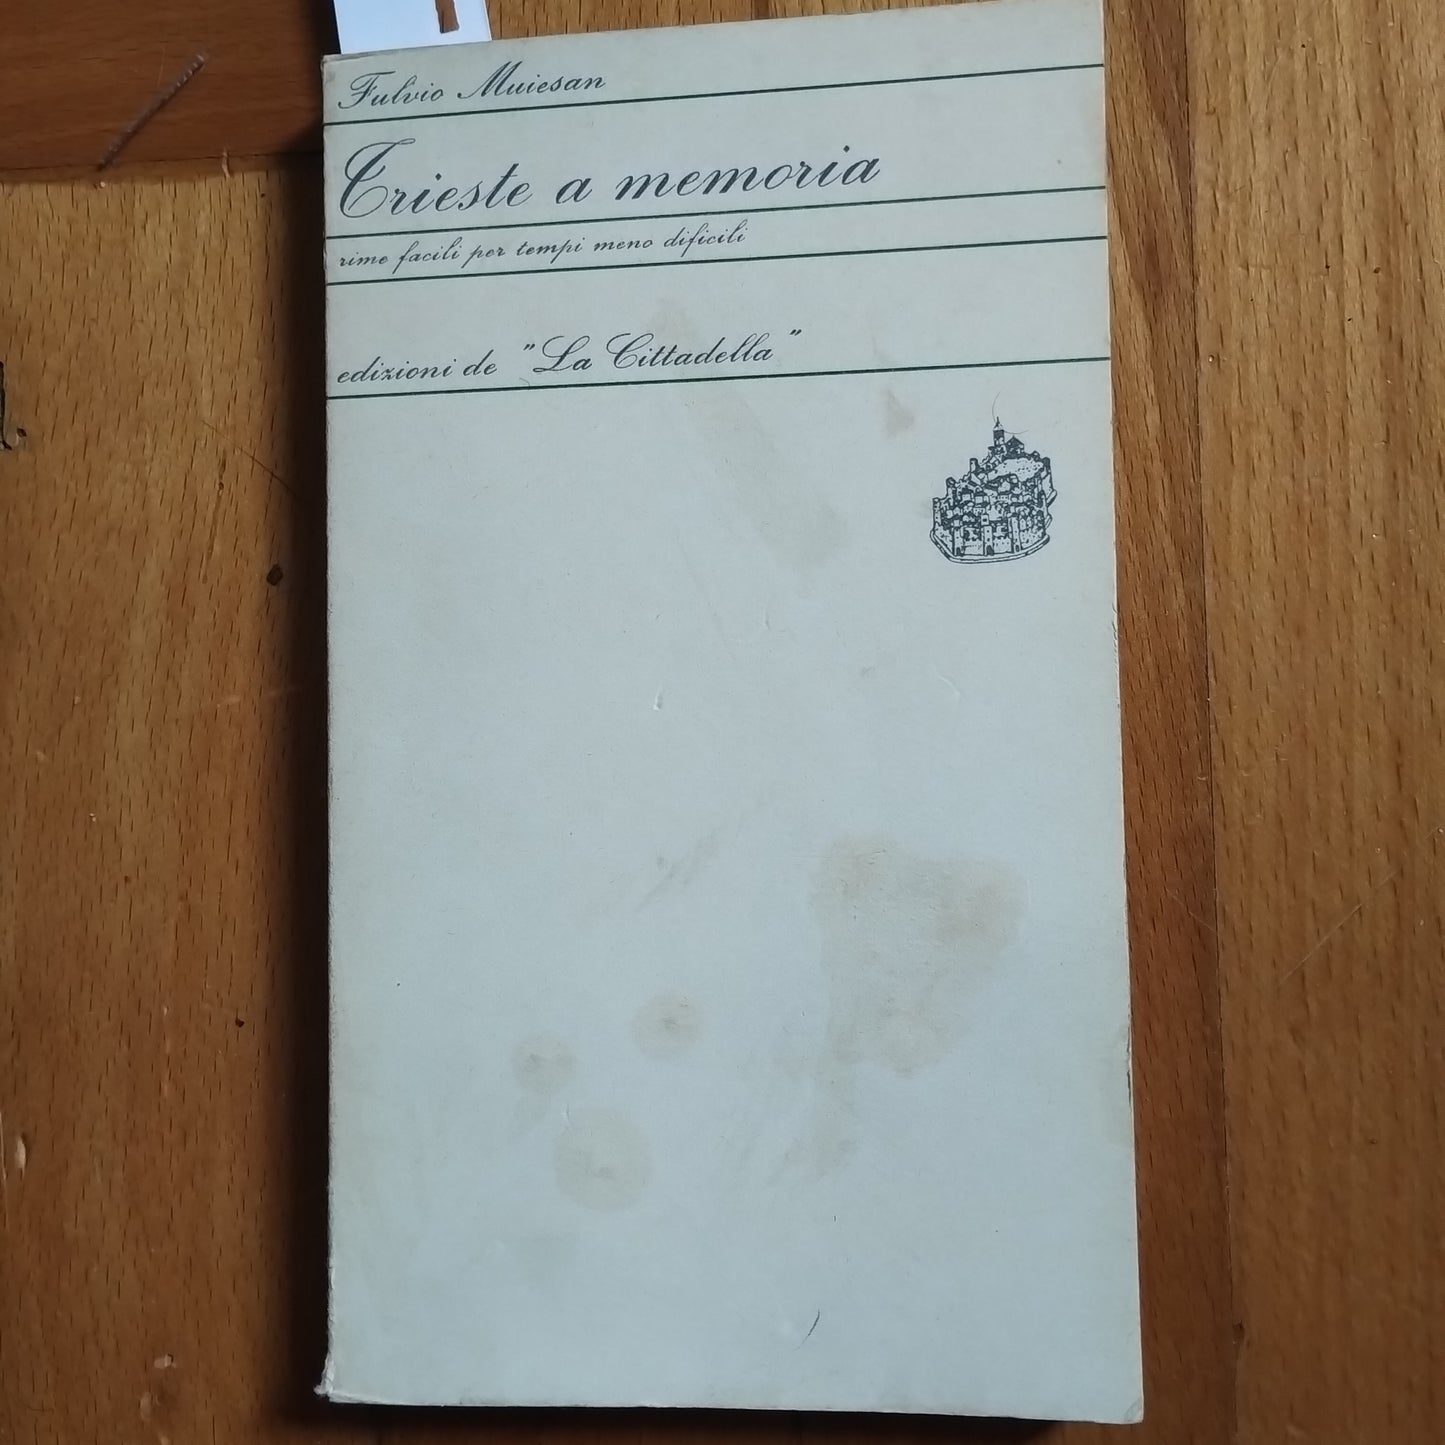 Fulvio Muiesan
Trieste a memoria
rime facili per tempi meno dificili
edizioni de "La Cittadella"